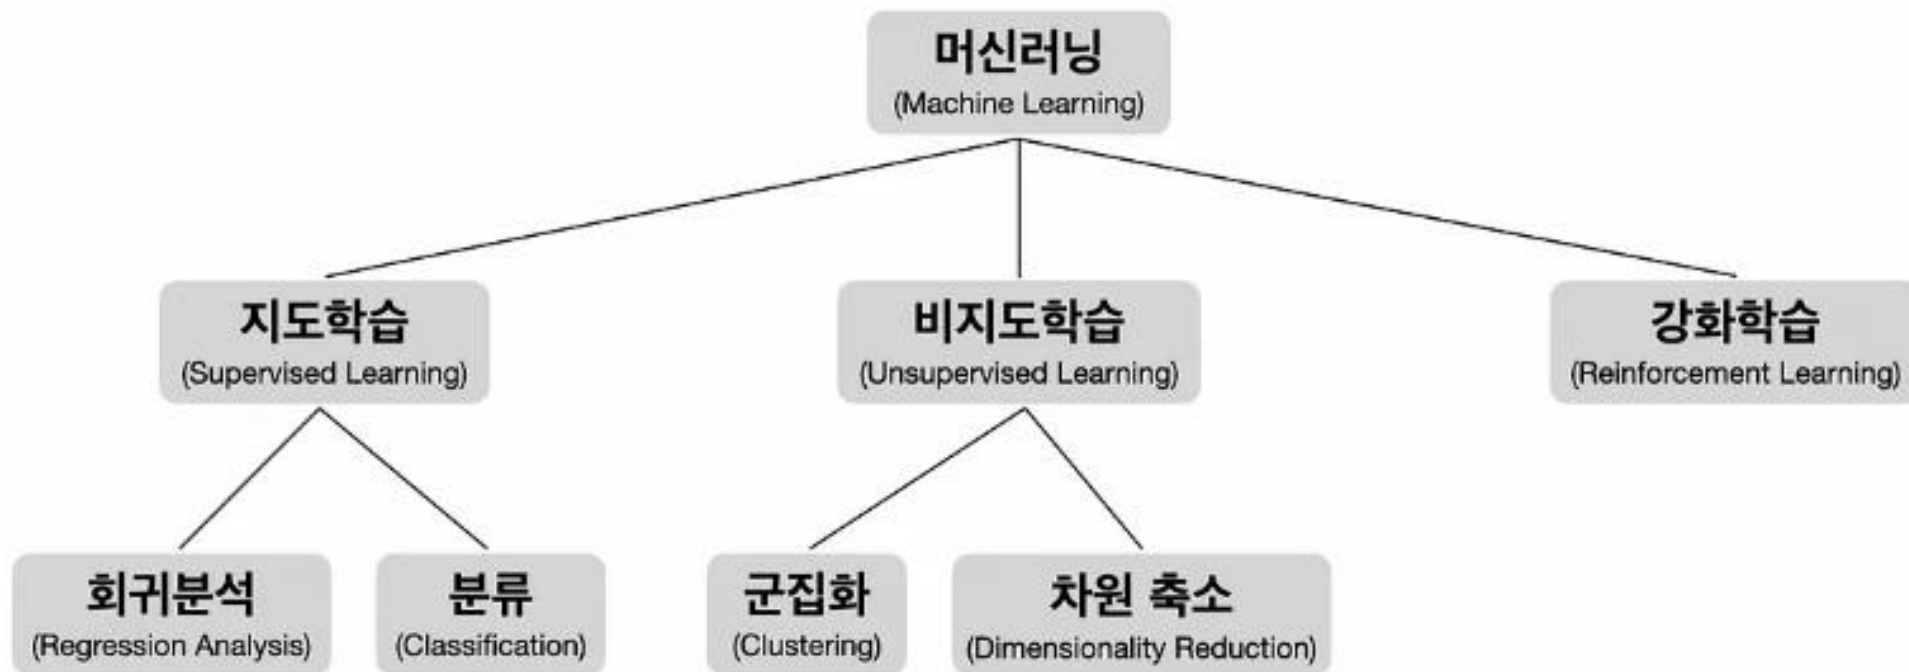 머신러닝
(Machine Learning)
지도학습
(Supervised Learning)
비지도학습
(Unsupervised Learning)
강화학습
(Reinforcement Learning)
회귀분석
(Regression Analysis)
분류
(Classification)
군집화
(Clustering)
차원 축소
(Dimensionality Reduction)